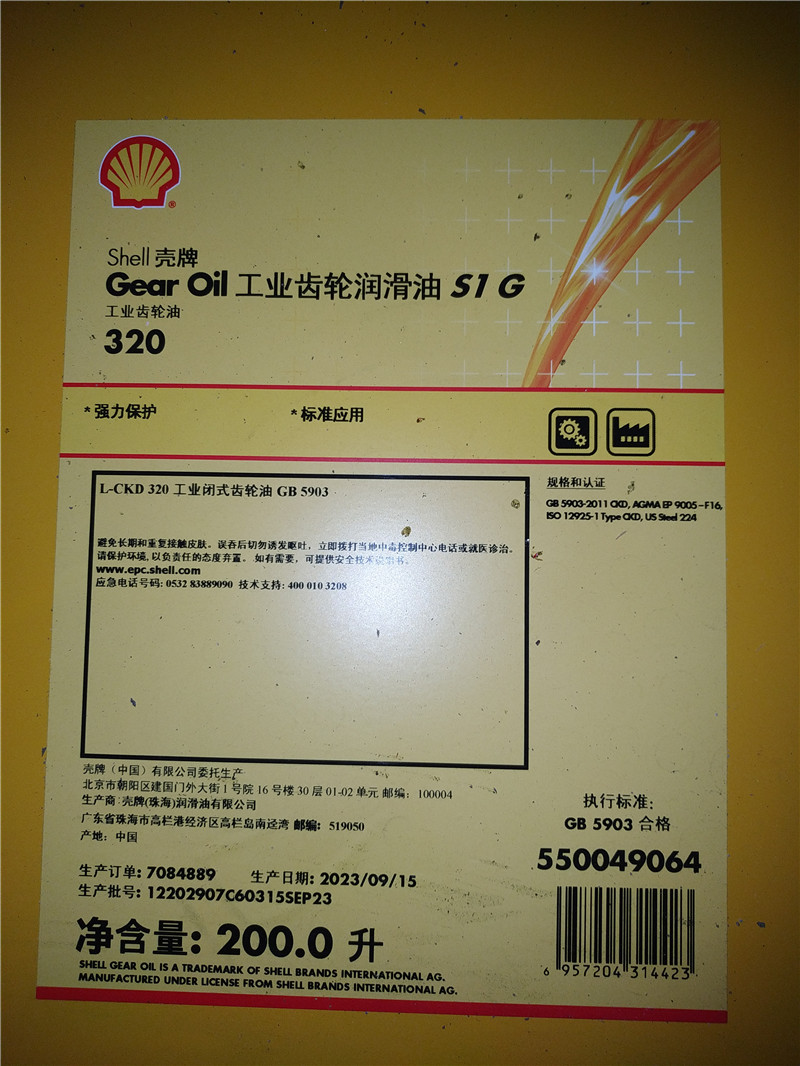 Shell 壳牌
Gear Oil 工业齿轮润滑油 S1 G
工业齿轮油
320
*强力保护 *标准应用
L-CKD 320 工业闭式齿轮油 GB 5903
避免长期和重复接触皮肤。误吞后切勿诱发呕吐，立即拨打当地中毒控制中心电话或就医诊治。
请保护环境,以负责任的态度弃置。 如有需要，可提供安全技术说明书。
www.epc.shell.com
应急电话号码: 0532 83889090 技术支持: 400 010 3208
规格和认证
GB 5903-2011 CKD, AGMA EP 9005-F16,
ISO 12925-1 Type CKD, US Steel 224
壳牌（中国）有限公司委托生产
北京市朝阳区建国门外大街1号院 16 号楼 30 层 01-02 单元 邮编： 100004
生产商:壳牌(珠海)润滑油有限公司
广东省珠海市高栏港经济区高栏岛南迳湾 邮编: 519050
产地: 中国
执行标准:
GB 5903 合格
550049064
生产订单: 7084889 生产日期: 2023/09/15
生产批号: 12202907C60315SEP23
净含量: 200.0 升
SHELL GEAR OIL IS A TRADEMARK OF SHELL BRANDS INTERNATIONAL AG.
MANUFACTURED UNDER LICENSE FROM SHELL BRANDS INTERNATIONAL AG.
6 957204 314423